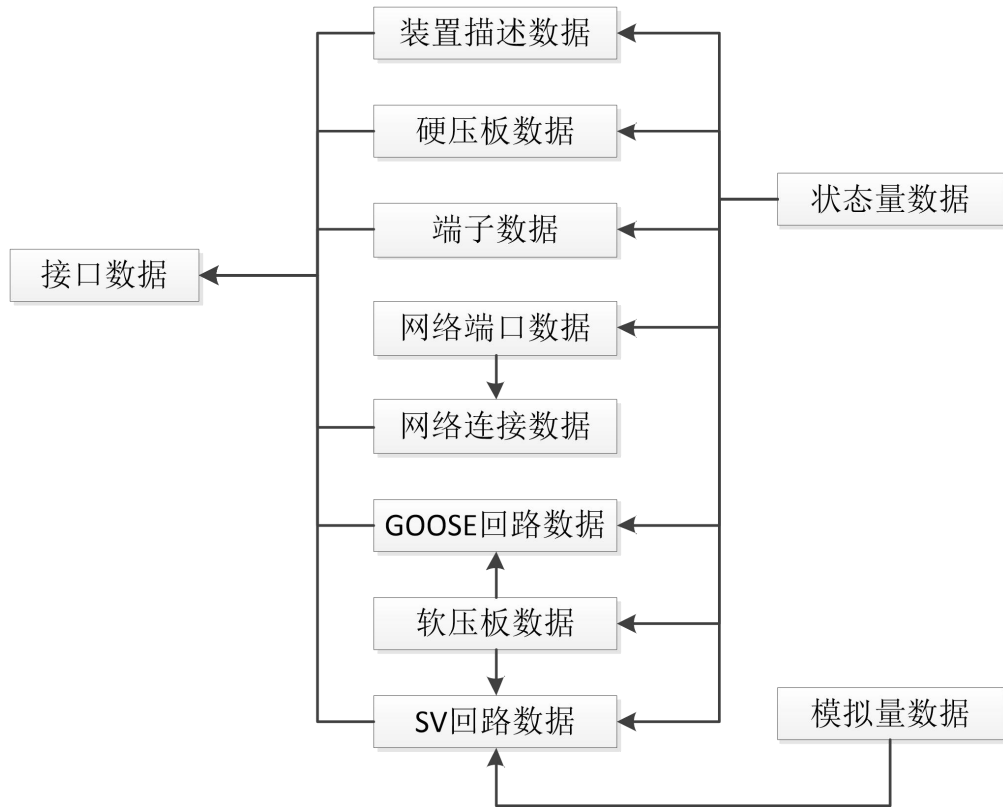 装置描述数据
硬压板数据
状态量数据
端子数据
接口数据
网络端口数据
网络连接数据
GOOSE回路数据
软压板数据
模拟量数据
SV回路数据